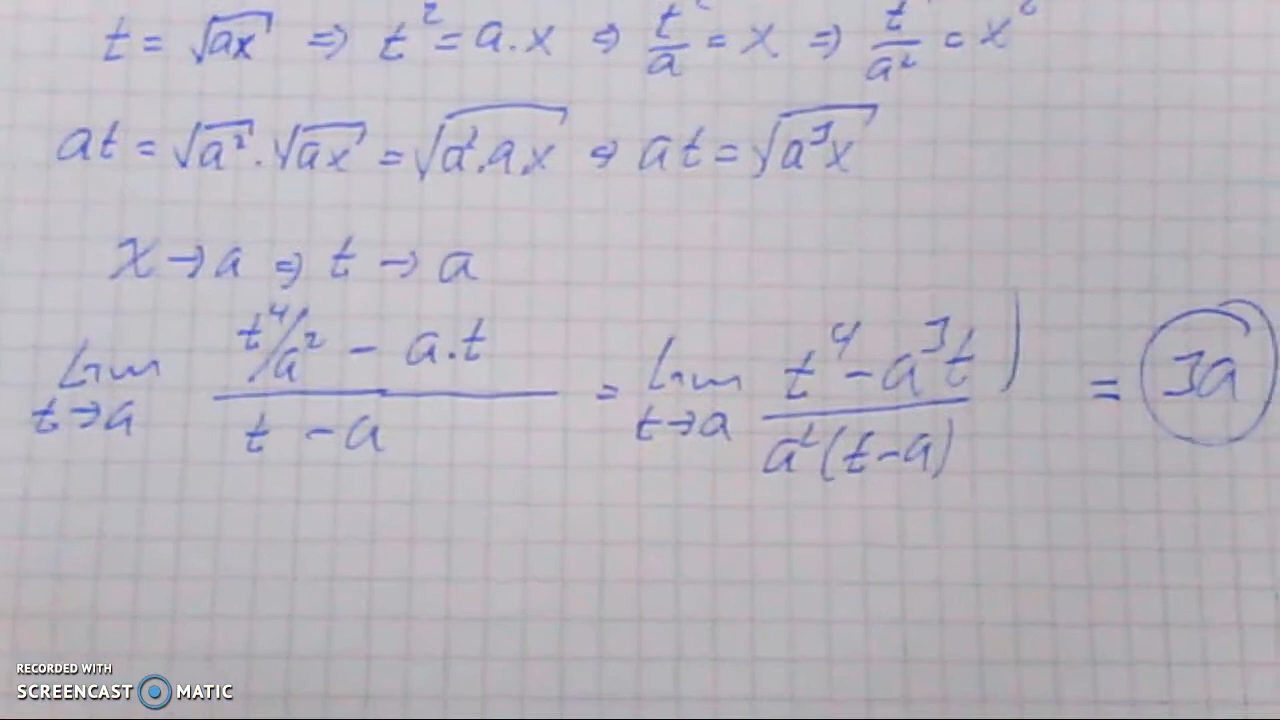 t = √ax ⇒ t² = a.x ⇒ t²/a = x ⇒ t⁴/a² = x²
at = √a² . √ax = √a².ax ⇒ at = √a³x
x → a ⇒ t → a
lim t→a (t⁴/a² - a.t)/(t - a) = lim t→a (t⁴ - a³t)/(a²(t-a)) = 3a
RECORDED WITH
SCREENCAST MATIC